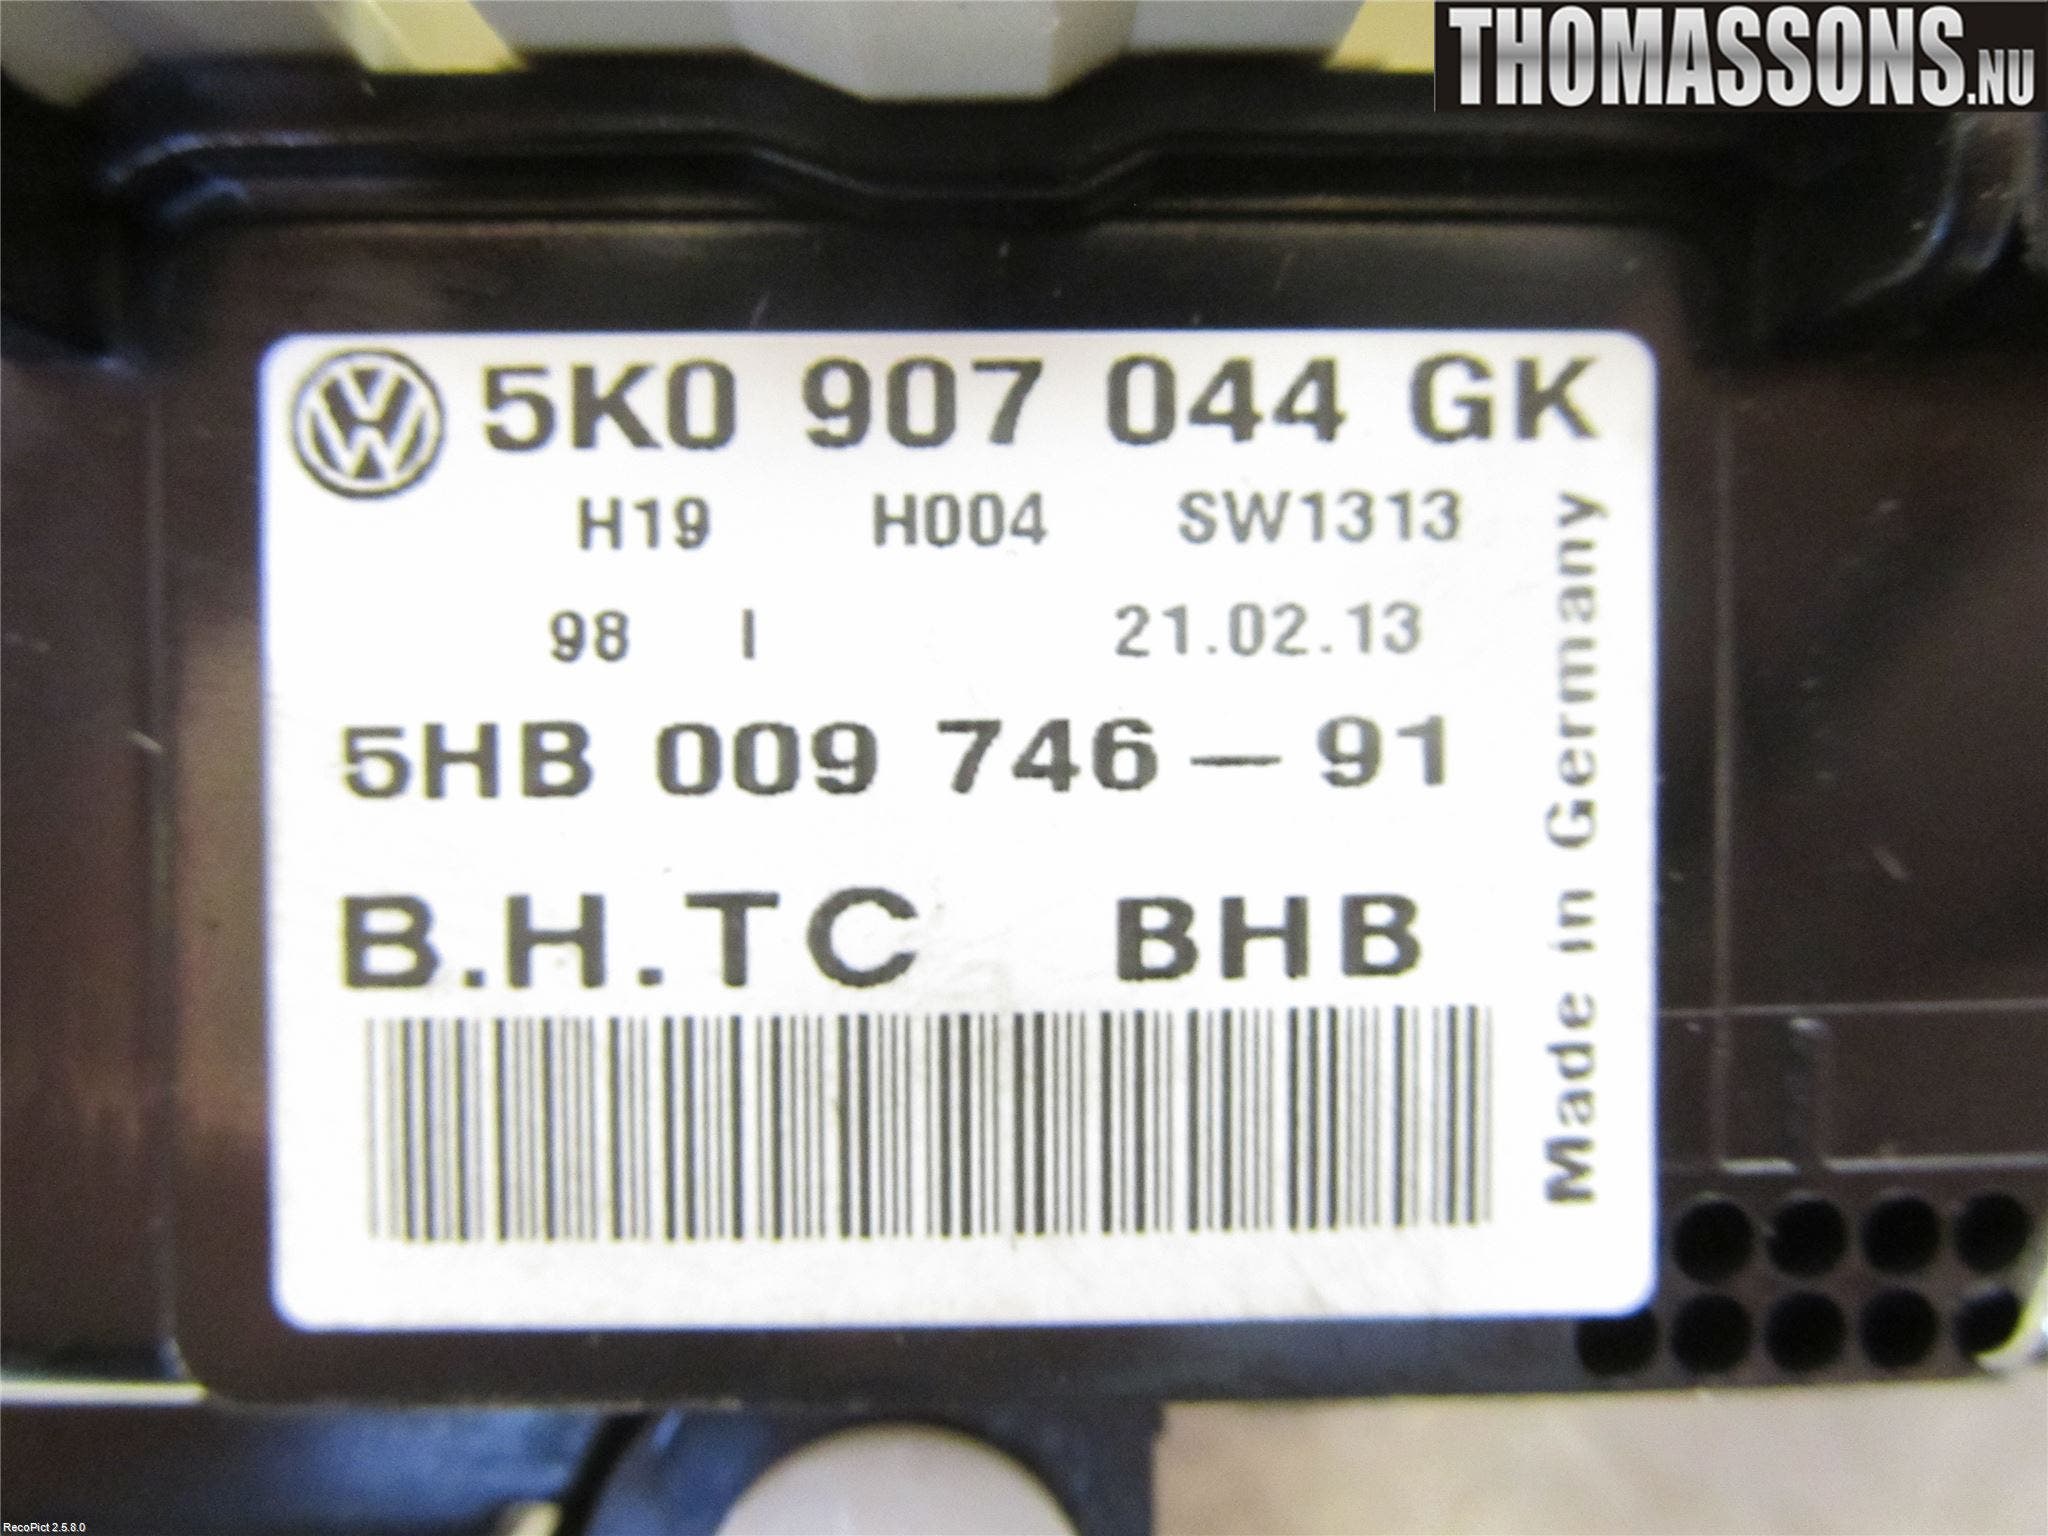 THOMASSONS.NU
5K0 907 044 GK
H19 H004 SW1313
98 I 21.02.13
5HB 009 746-91
B.H.TC BHB
Made in Germany
RecoPict 2.5.8.0